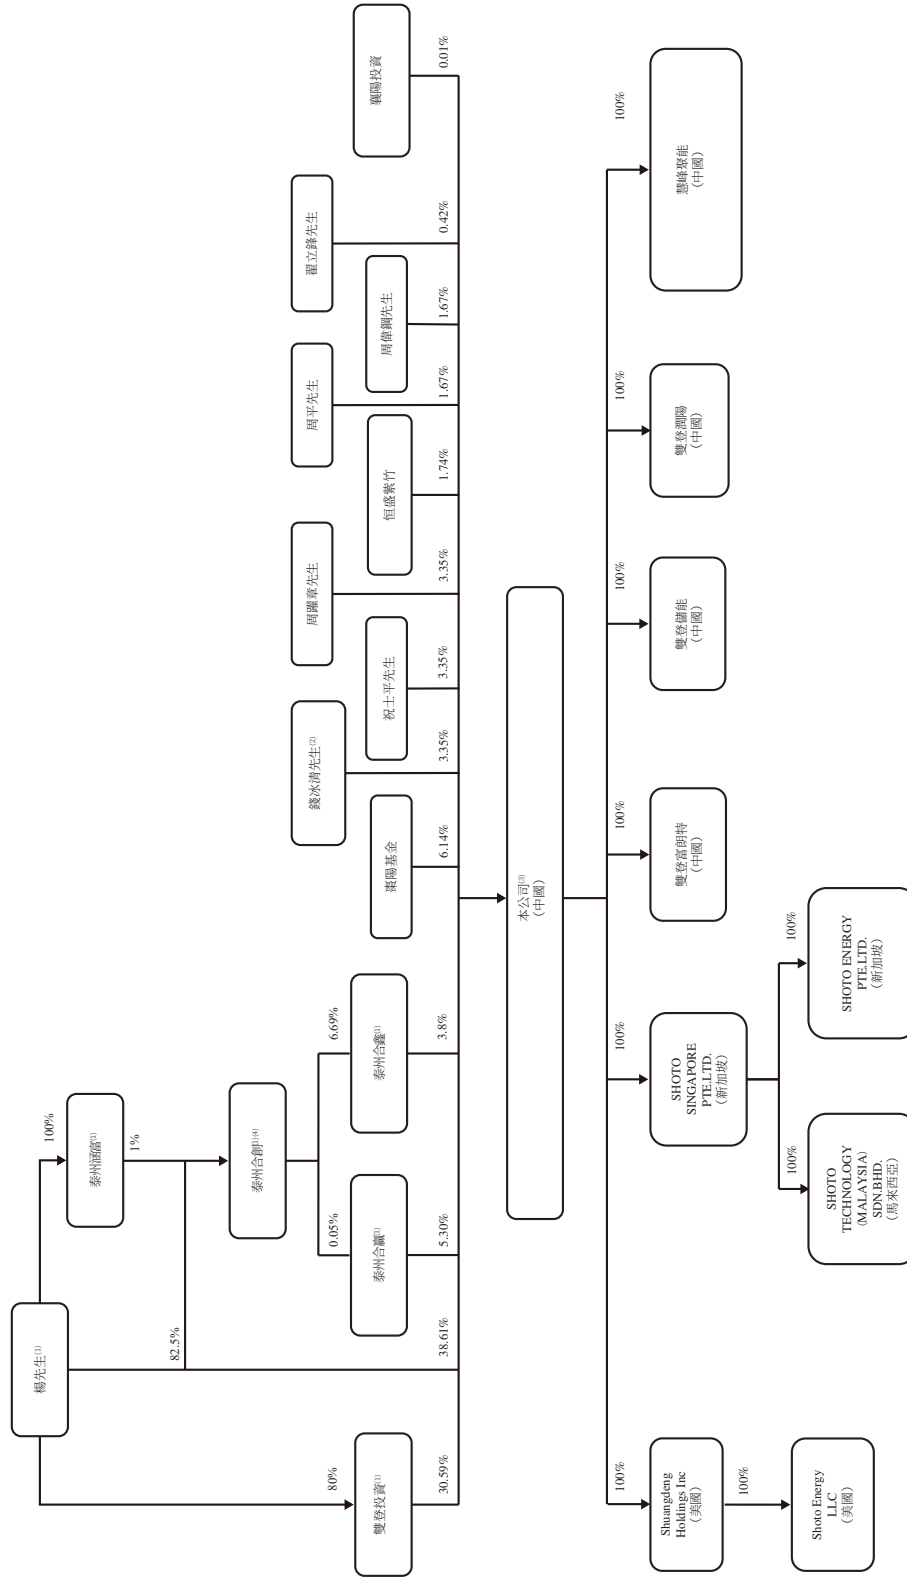 楊先生(1)
100%
泰州涵富(1)
1%
82.5%
泰州合創(1)(4)
80%
0.05%
6.69%
雙登投資(1)
泰州合贏(1)
泰州合鑫(1)
棗陽基金
錢冰清先生(2)
祝士平先生
周躍章先生
恒盛紫竹
周平先生
周偉鋼先生
翟立鋒先生
襄陽投資
30.59%
38.61%
5.30%
3.8%
6.14%
3.35%
3.35%
3.35%
1.74%
1.67%
1.67%
0.42%
0.01%
本公司(3)
（中國）
100%
100%
100%
100%
100%
100%
Shuangdeng
Holdings Inc
（美國）
SHOTO
SINGAPORE
PTE.LTD.
（新加坡）
雙登富朗特
（中國）
雙登儲能
（中國）
雙登潤陽
（中國）
慧峰聚能
（中國）
100%
100%
100%
Shoto Energy
LLC
（美國）
SHOTO
TECHNOLOGY
(MALAYSIA)
SDN.BHD.
（馬來西亞）
SHOTO ENERGY
PTE.LTD.
（新加坡）